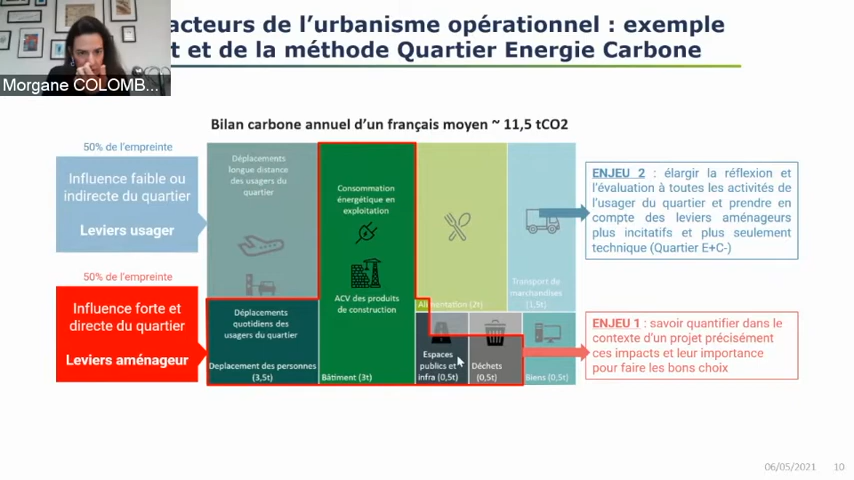 acteurs de l'urbanisme opérationnel : exemple
t et de la méthode Quartier Energie Carbone
Morgane COLOMB...
Bilan carbone annuel d'un français moyen ~ 11,5 tCO2
50% de l'empreinte
Influence faible ou
indirecte du quartier
Leviers usager
50% de l'empreinte
Influence forte et
directe du quartier
Leviers aménageur
Déplacements
longue distance
des usagers du
quartier
Déplacements
quotidiens des
usagers du quartier
Deplacement des personnes
(3,5t)
Consommation
énergétique en
exploitation
ACV des produits
de construction
Bâtiment (3t)
Alimentation (2t)
Transport de
marchandises
(1,5t)
Espaces
publics et
infra (0,5t)
Déchets
(0,5t)
Biens (0,5t)
ENJEU 2 : élargir la réflexion et
l'évaluation à toutes les activités de
l'usager du quartier et prendre en
compte des leviers aménageurs
plus incitatifs et plus seulement
technique (Quartier E+C-)
ENJEU 1 : savoir quantifier dans le
contexte d'un projet précisément
ces impacts et leur importance
pour faire les bons choix
06/05/2021
10